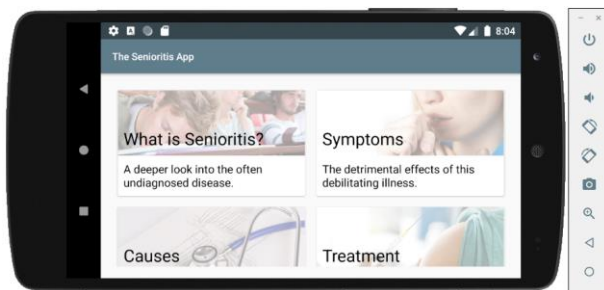 8:04
The Senioritis App
What is Senioritis?
A deeper look into the often
undiagnosed disease.
Symptoms
The detrimental effects of this
debilitating illness.
Causes
Treatment